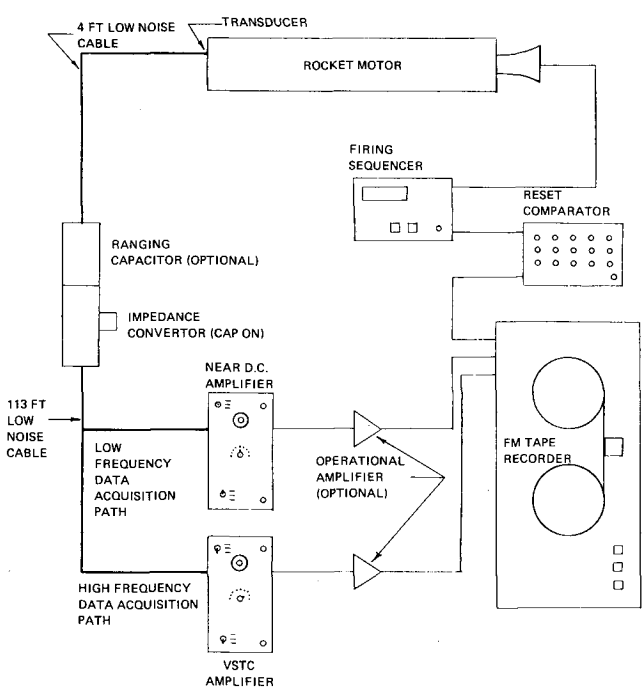 4 FT LOW NOISE
CABLE
TRANSDUCER
ROCKET MOTOR
FIRING
SEQUENCER
RESET
COMPARATOR
RANGING
CAPACITOR (OPTIONAL)
IMPEDANCE
CONVERTOR (CAP ON)
NEAR D.C.
AMPLIFIER
113 FT
LOW
NOISE
CABLE
LOW
FREQUENCY
DATA
ACQUISITION
PATH
OPERATIONAL
AMPLIFIER
(OPTIONAL)
FM TAPE
RECORDER
HIGH FREQUENCY
DATA ACQUISITION
PATH
VSTC
AMPLIFIER